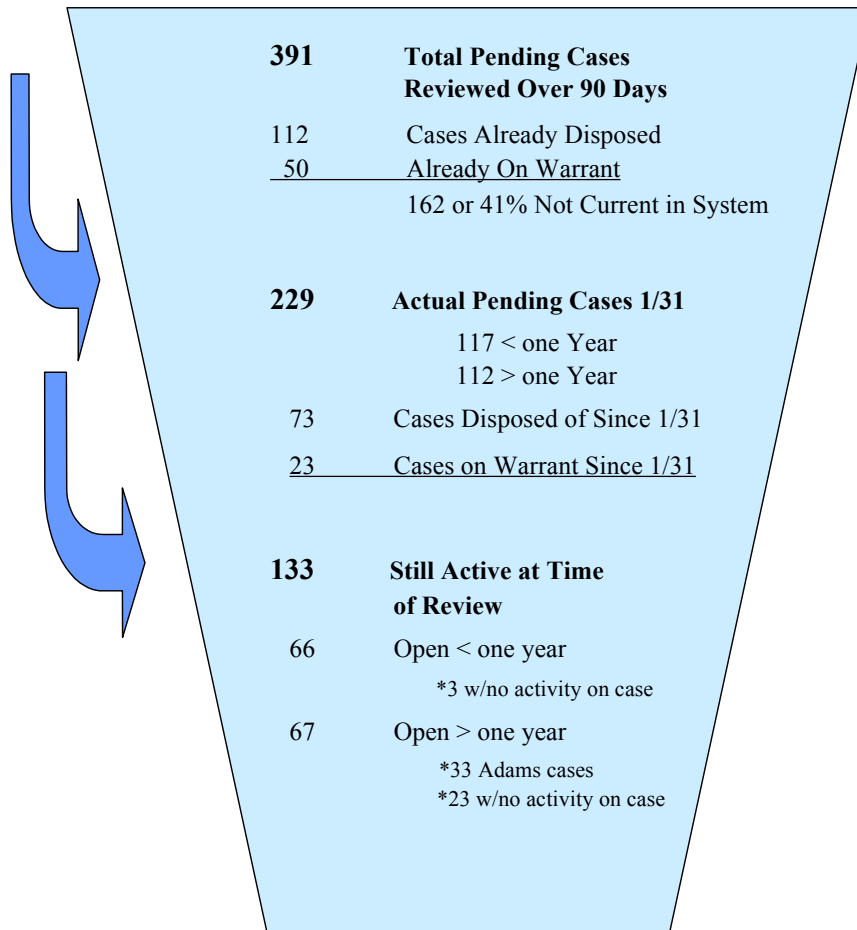 391 Total Pending Cases
Reviewed Over 90 Days
112 Cases Already Disposed
50 Already On Warrant
162 or 41% Not Current in System
229 Actual Pending Cases 1/31
117 < one Year
112 > one Year
73 Cases Disposed of Since 1/31
23 Cases on Warrant Since 1/31
133 Still Active at Time
of Review
66 Open < one year
*3 w/no activity on case
67 Open > one year
*33 Adams cases
*23 w/no activity on case